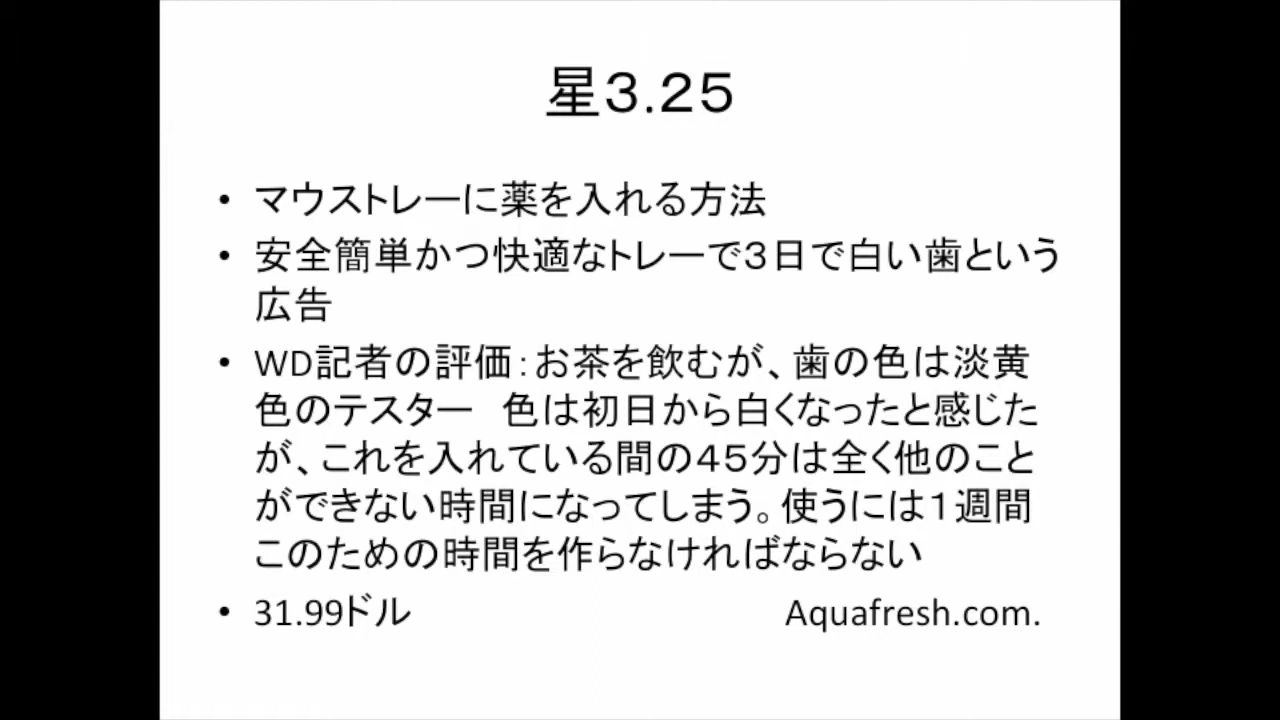 星３.２５
• マウストレーに薬を入れる方法
• 安全簡単かつ快適なトレーで３日で白い歯という
広告
• WD記者の評価：お茶を飲むが、歯の色は淡黄
色のテスター　色は初日から白くなったと感じた
が、これを入れている間の４５分は全く他のこと
ができない時間になってしまう。使うには１週間
このための時間を作らなければならない
• 31.99ドル　Aquafresh.com.